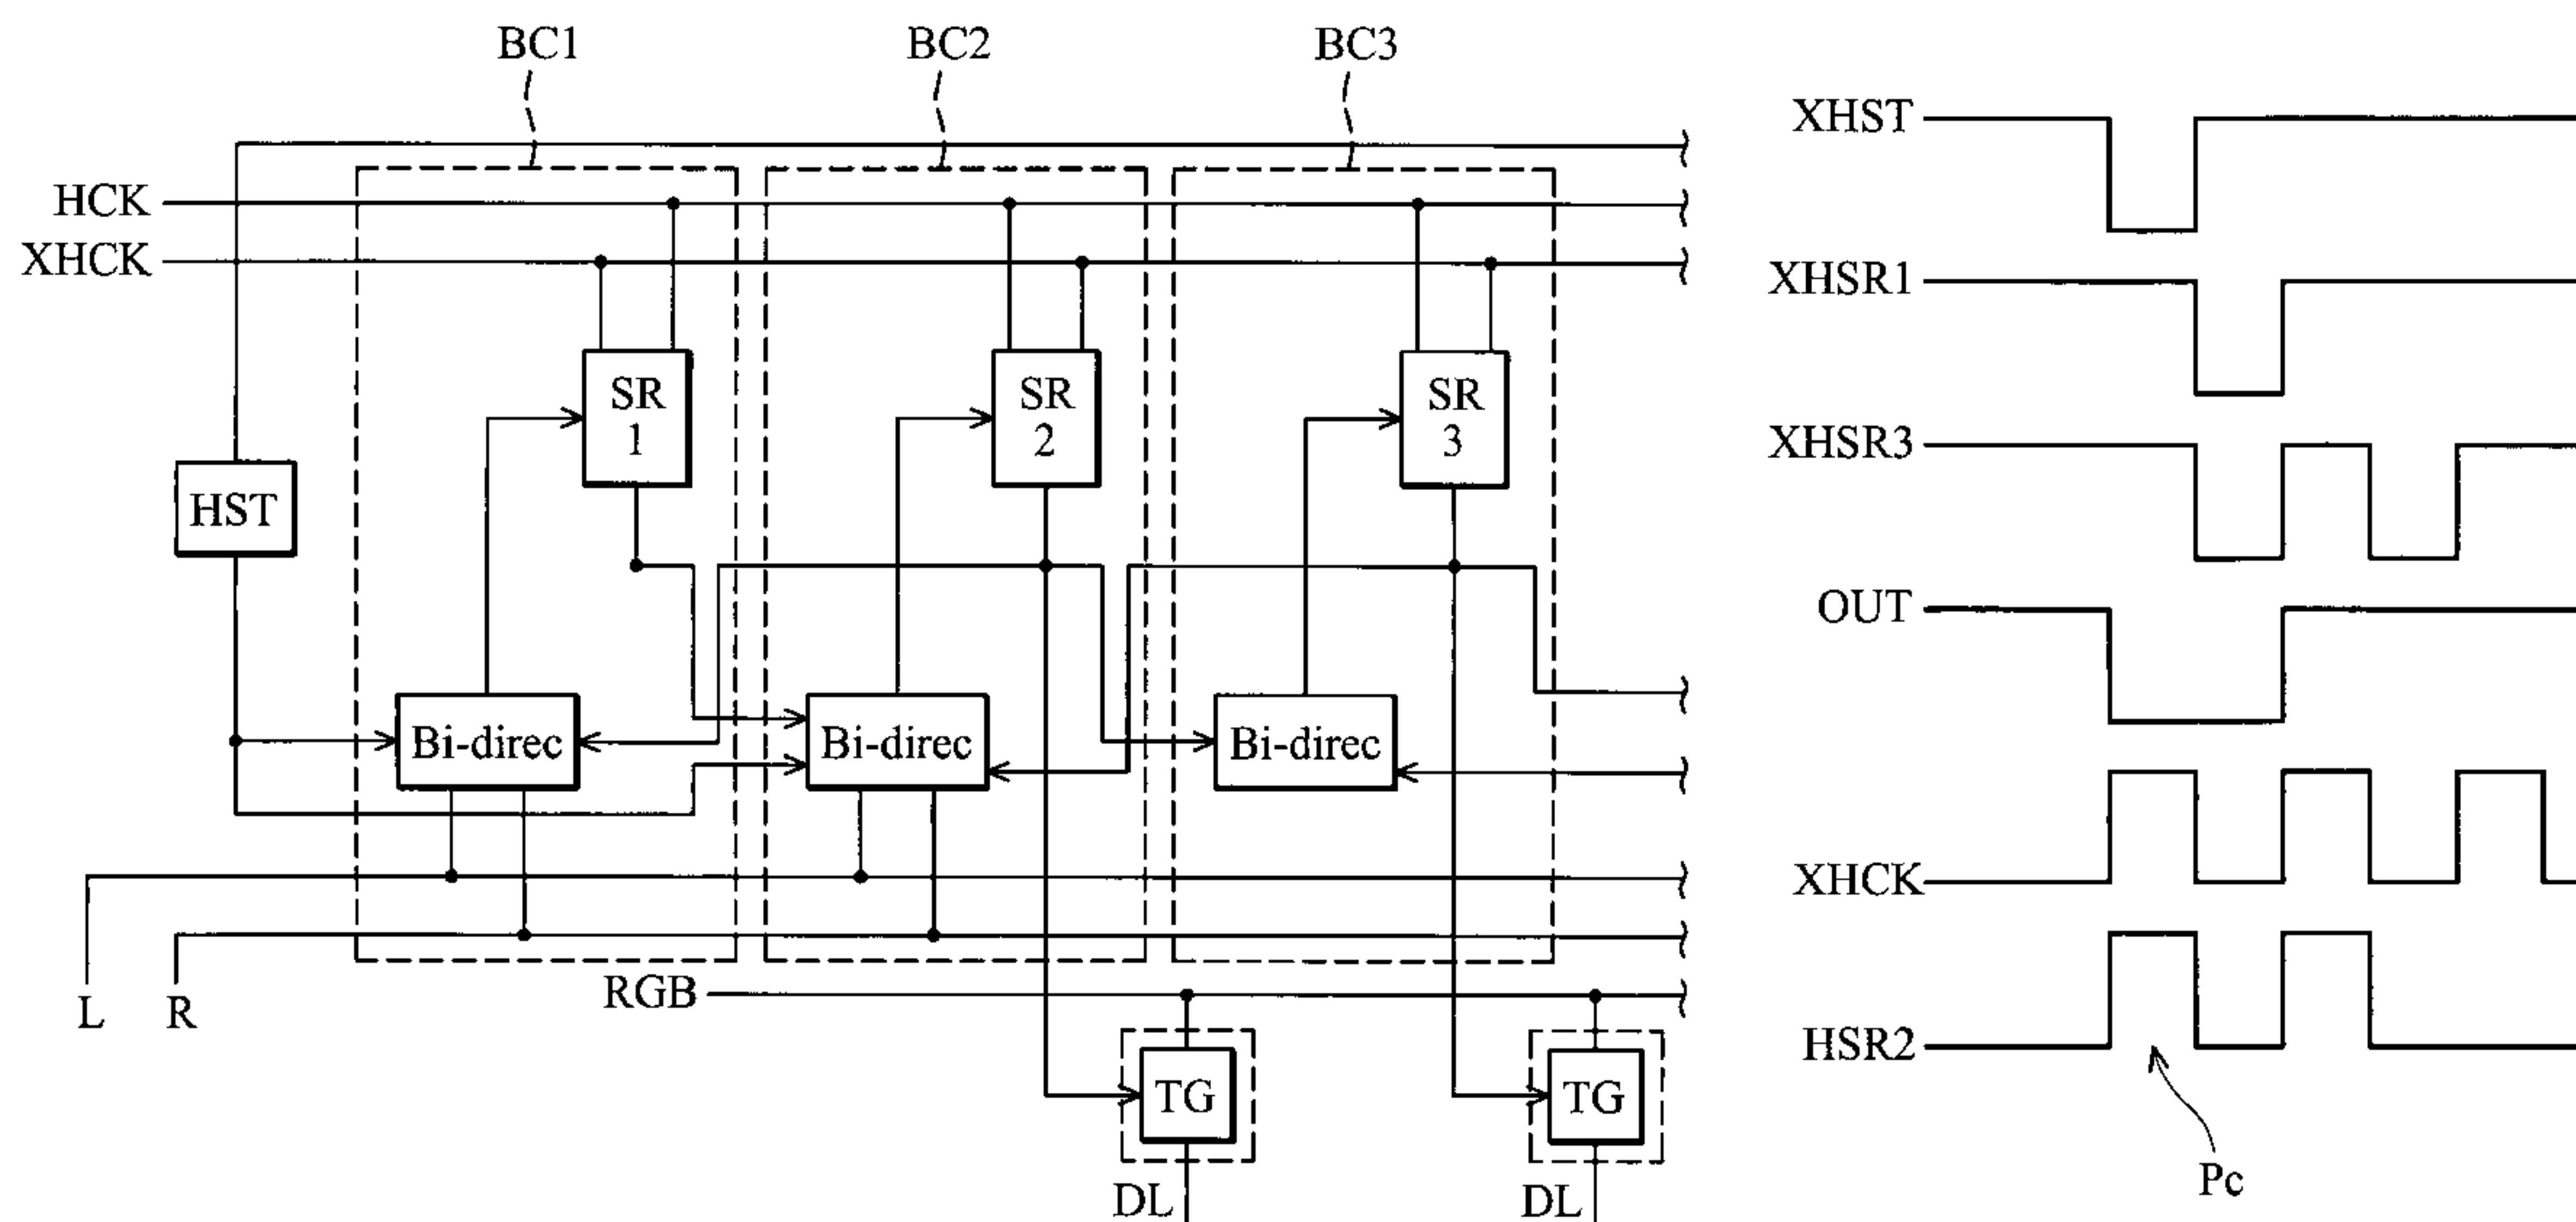 BC1
BC2
BC3
HCK
XHCK
SR
1
SR
2
SR
3
HST
Bi-direc
Bi-direc
Bi-direc
L
R
RGB
TG
TG
DL
DL
XHST
XHSR1
XHSR3
OUT
XHCK
HSR2
Pc